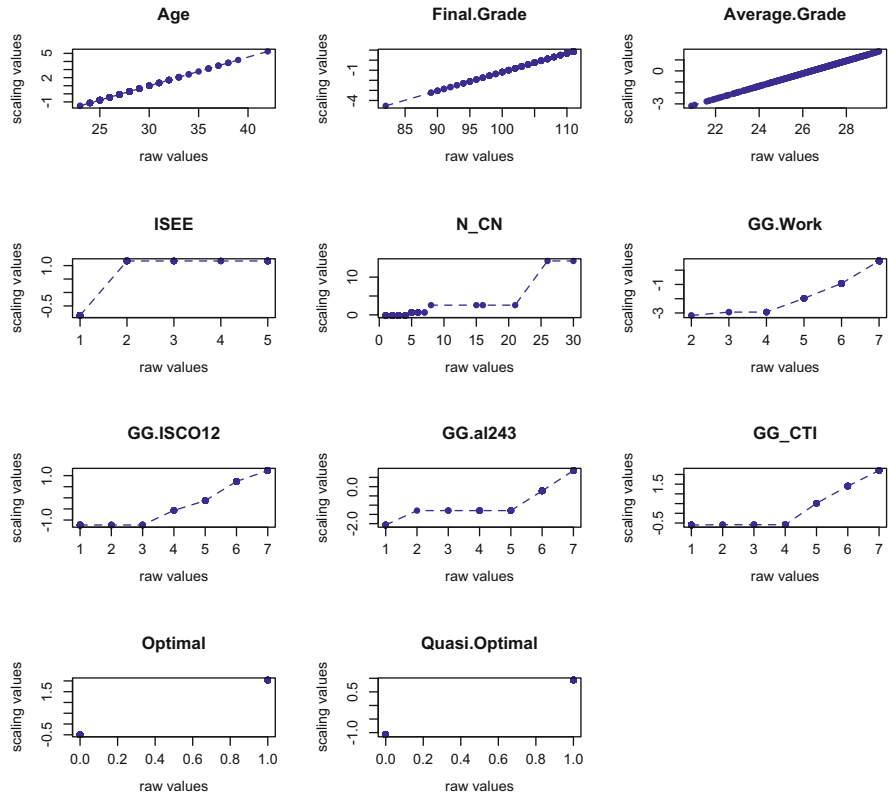 Age Final.Grade Average.Grade
scaling values -1 2 5
25 30 35 40
raw values
scaling values -4 -1
85 90 95 100 110
raw values
scaling values -3 0
22 24 26 28
raw values
ISEE N_CN GG.Work
scaling values -0.5 1.0
1 2 3 4 5
raw values
scaling values 0 10
0 5 10 15 20 25 30
raw values
scaling values -3 -1
2 3 4 5 6 7
raw values
GG.ISCO12 GG.al243 GG_CTI
scaling values -1.0 1.0
1 2 3 4 5 6 7
raw values
scaling values -2.0 0.0
1 2 3 4 5 6 7
raw values
scaling values -0.5 1.5
1 2 3 4 5 6 7
raw values
Optimal Quasi.Optimal
scaling values -0.5 1.5
0.0 0.2 0.4 0.6 0.8 1.0
raw values
scaling values -1.0 0.5
0.0 0.2 0.4 0.6 0.8 1.0
raw values